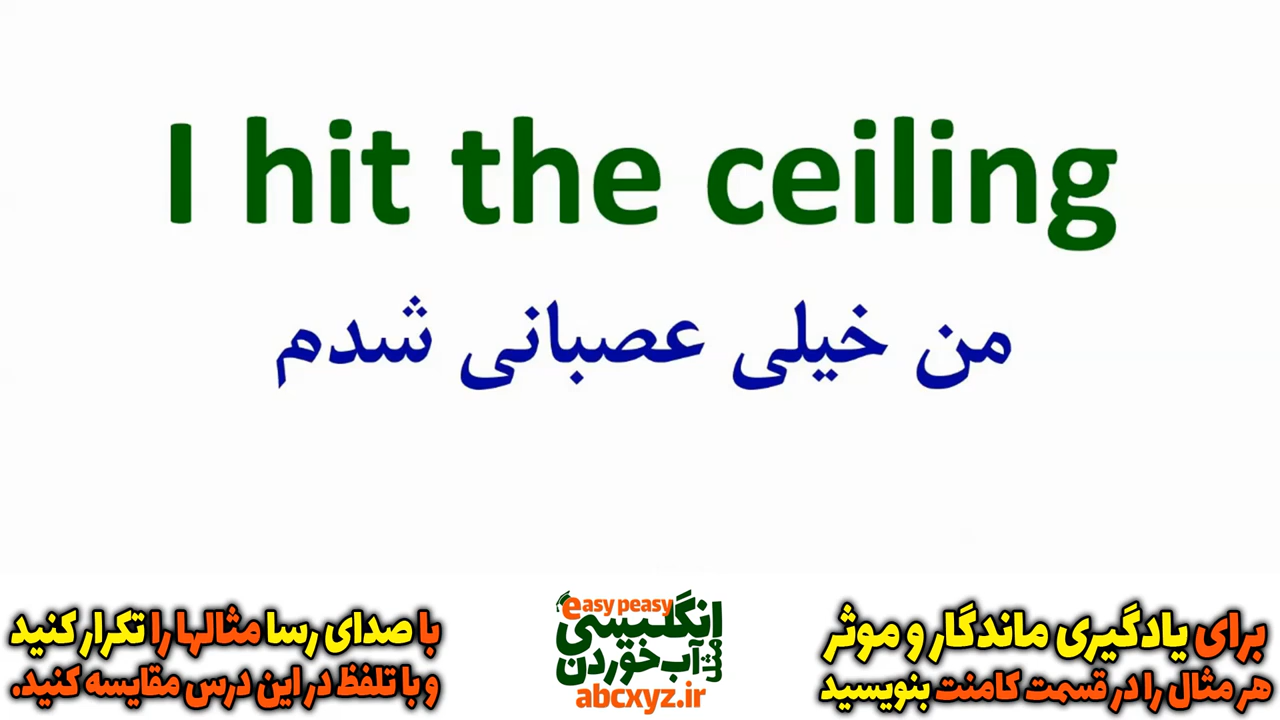 I hit the ceiling
من خیلی عصبانی شدم
برای یادگیری ماندگار و موثر
هر مثال را در قسمت کامنت بنویسید
easy peasy
انگلیسی
مثل آب خوردن
abcxyz.ir
با صدای رسا مثالها را تکرار کنید
و با تلفظ در این درس مقایسه کنید.